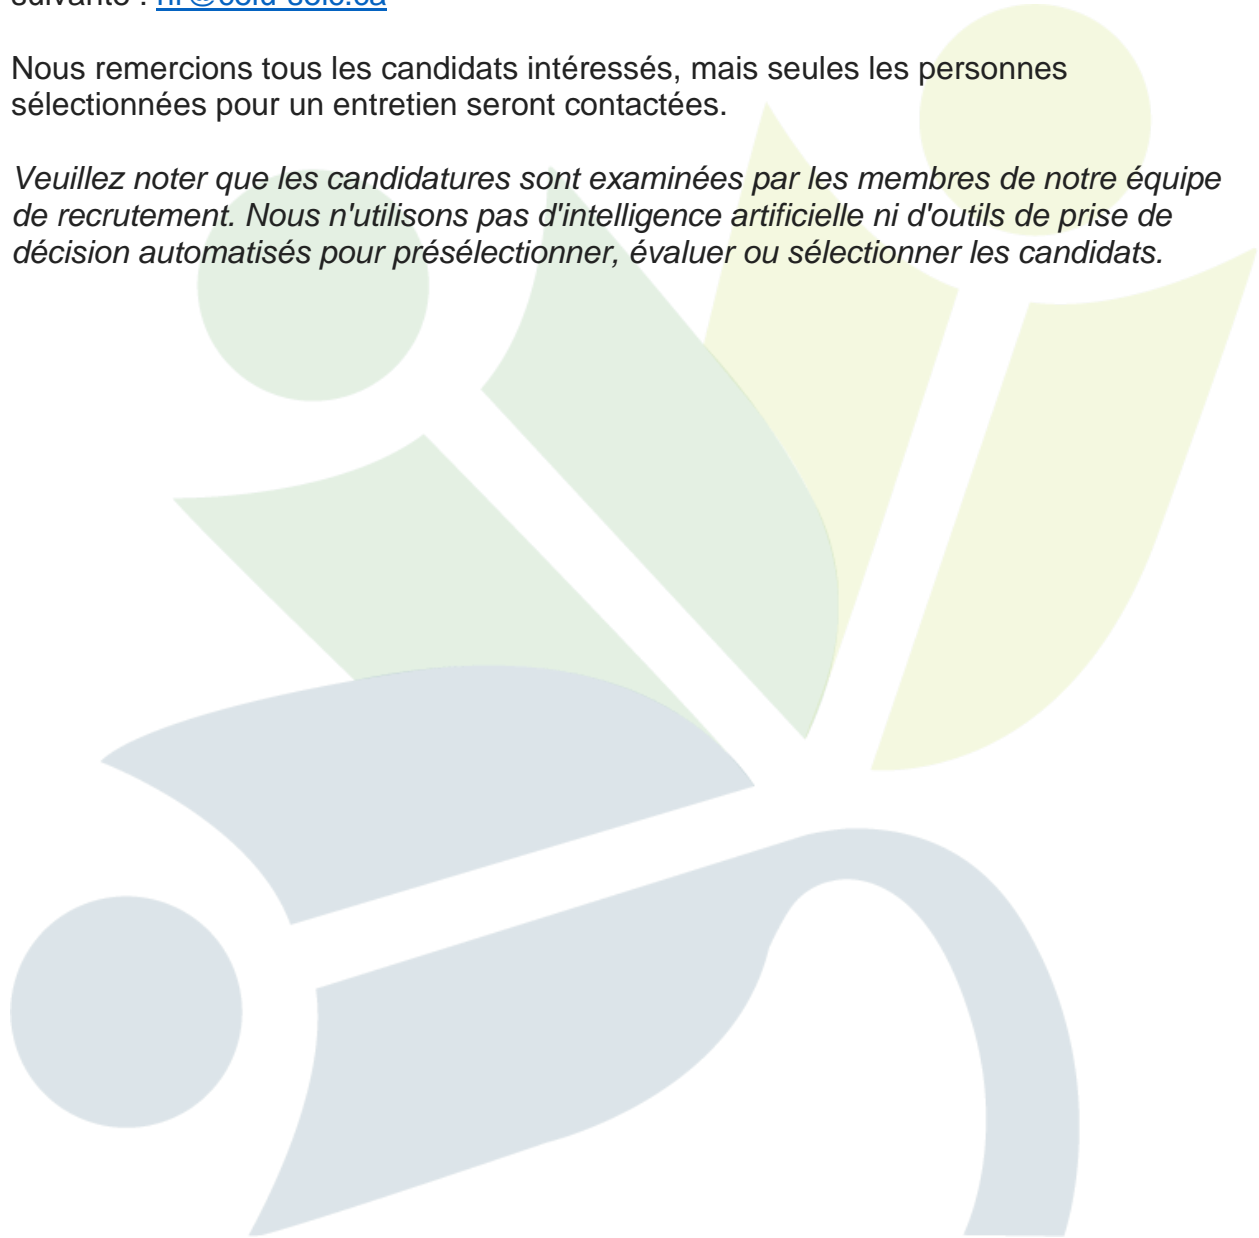 suivante :
Nous remercions tous les candidats intéressés, mais seules les personnes
sélectionnées pour un entretien seront contactées.
Veuillez noter que les candidatures sont examinées par les membres de notre équipe
de recrutement. Nous n'utilisons pas d'intelligence artificielle ni d'outils de prise de
décision automatisés pour présélectionner, évaluer ou sélectionner les candidats.